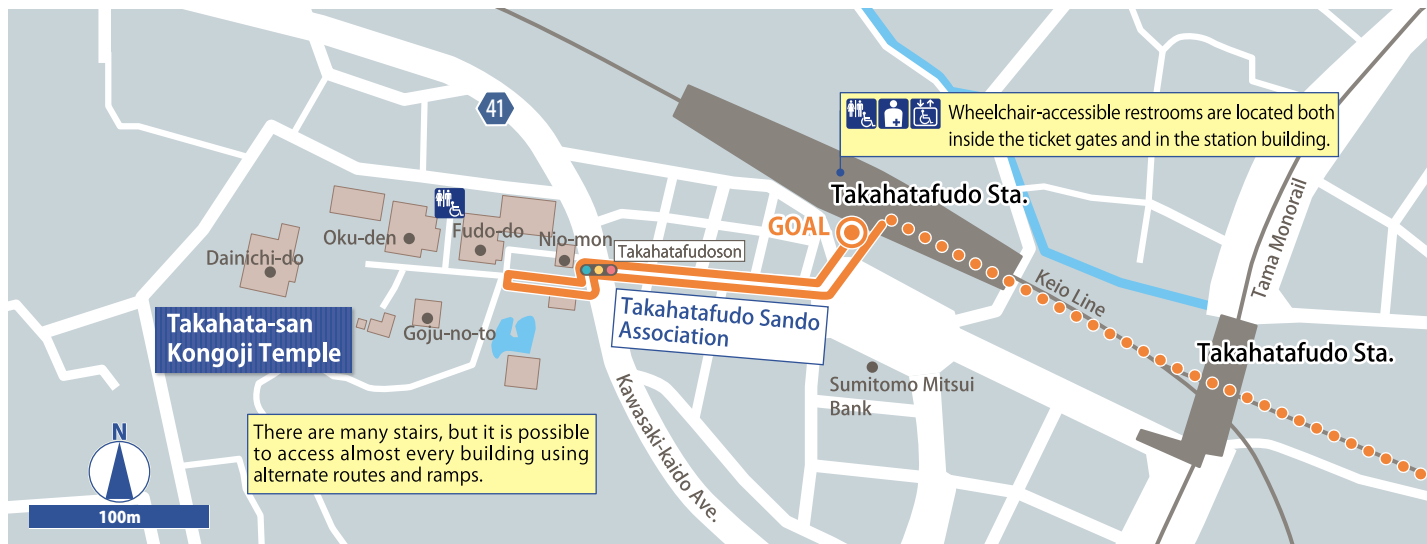 41
Wheelchair-accessible restrooms are located both
inside the ticket gates and in the station building.
Takahatafudo Sta.
GOAL
Oku-den
Fudo-do
Nio-mon
Takahatafudoson
Dainichi-do
Tama Monorail
Keio Line
Takahatafudo Sando
Association
Takahata-san
Kongoji Temple
Goju-no-to
Takahatafudo Sta.
Sumitomo Mitsui
Bank
Kawasaki-kaido Ave.
There are many stairs, but it is possible
to access almost every building using
alternate routes and ramps.
N
100m